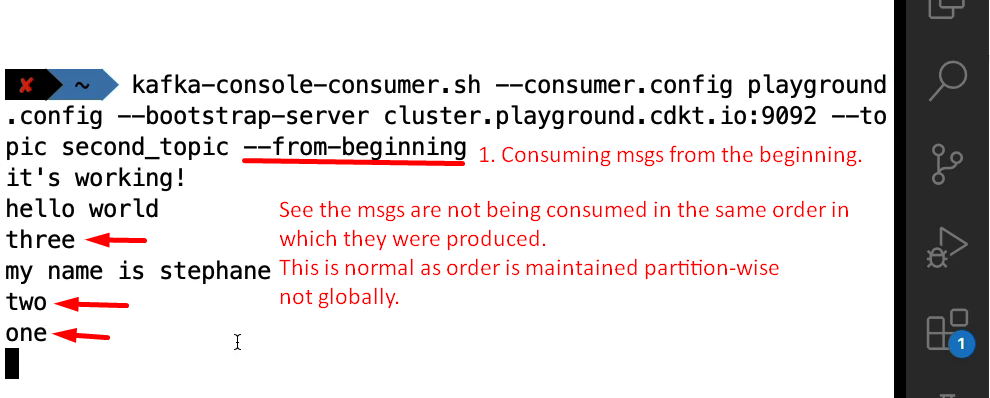 ✘ ~ kafka-console-consumer.sh --consumer.config playground
.config --bootstrap-server cluster.playground.cdkt.io:9092 --to
pic second_topic --from-beginning 1. Consuming msgs from the beginning.
it's working!
hello world
See the msgs are not being consumed in the same order in
three
which they were produced.
my name is stephane
This is normal as order is maintained partition-wise
two
not globally.
one
1